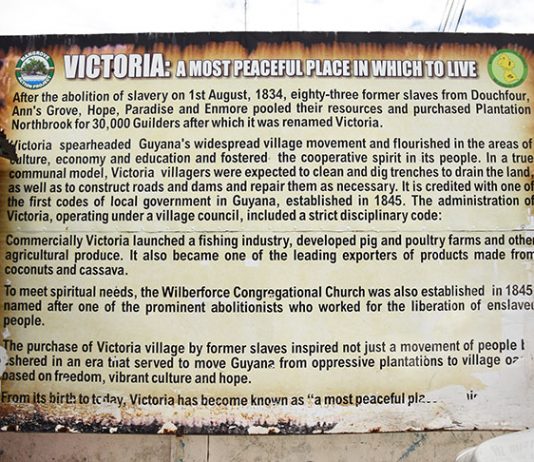 VICTORIA: A MOST PEACEFUL PLACE IN WHICH TO LIVE
After the abolition of slavery on 1st August, 1834, eighty-three former slaves from Douchfour,
Ann's Grove, Hope, Paradise and Enmore pooled their resources and purchased Plantation
Northbrook for 30,000 Guilders after which it was renamed Victoria.
Victoria spearheaded Guyana's widespread village movement and flourished in the areas of
culture, economy and education and fostered the cooperative spirit in its people. In a true
communal model, Victoria villagers were expected to clean and dig trenches to drain the land,
as well as to construct roads and dams and repair them as necessary. It is credited with one of
the first codes of local government in Guyana, established in 1845. The administration of
Victoria, operating under a village council, included a strict disciplinary code:
Commercially Victoria launched a fishing industry, developed pig and poultry farms and other
agricultural produce. It also became one of the leading exporters of products made from
coconuts and cassava.
To meet spiritual needs, the Wilberforce Congregational Church was also established in 1845
named after one of the prominent abolitionists who worked for the liberation of enslaved
people.
The purchase of Victoria village by former slaves inspired not just a movement of people
ushered in an era that served to move Guyana from oppressive plantations to village
based on freedom, vibrant culture and hope.
From its birth to today, Victoria has become known as "a most peaceful